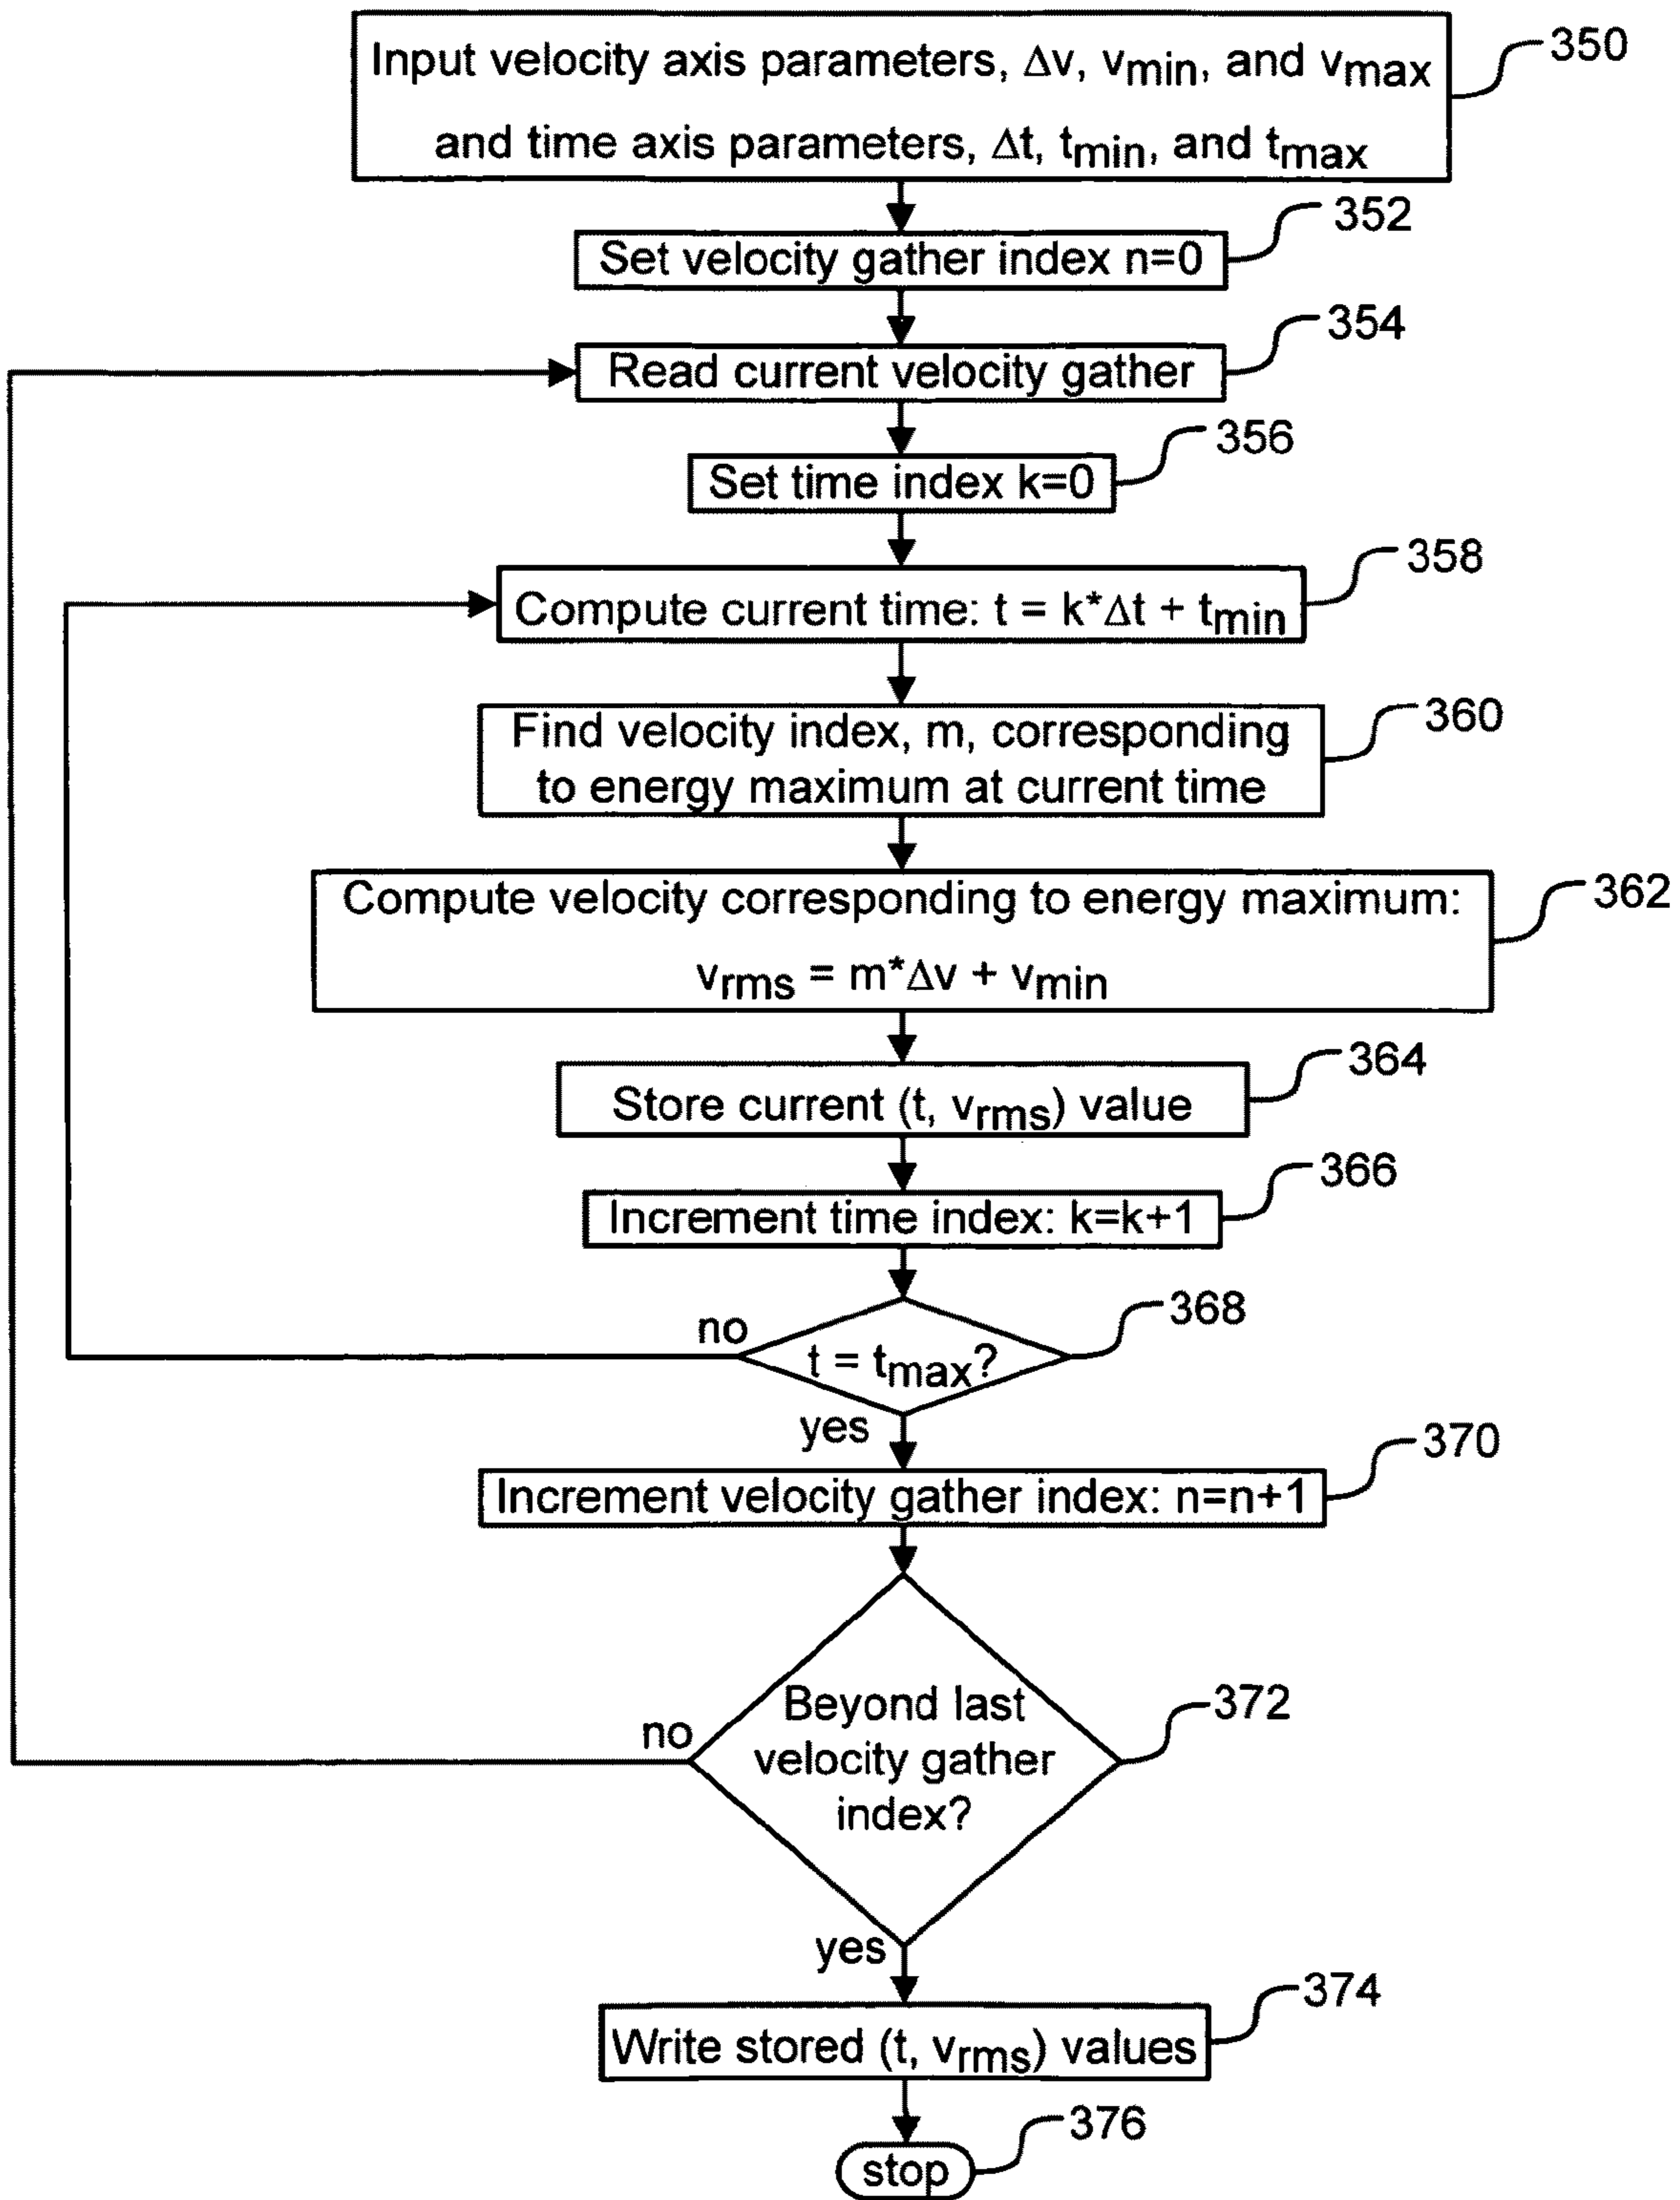 Input velocity axis parameters, Δv, vmin, and vmax
and time axis parameters, Δt, tmin, and tmax
350
352
Set velocity gather index n=0
354
Read current velocity gather
356
Set time index k=0
358
Compute current time: t = k*Δt + tmin
360
Find velocity index, m, corresponding
to energy maximum at current time
362
Compute velocity corresponding to energy maximum:
vrms = m*Δv + vmin
364
Store current (t, vrms) value
366
Increment time index: k=k+1
368
no
t = tmax?
yes
370
Increment velocity gather index: n=n+1
372
Beyond last
no
velocity gather
index?
yes
374
Write stored (t, vrms) values
376
stop